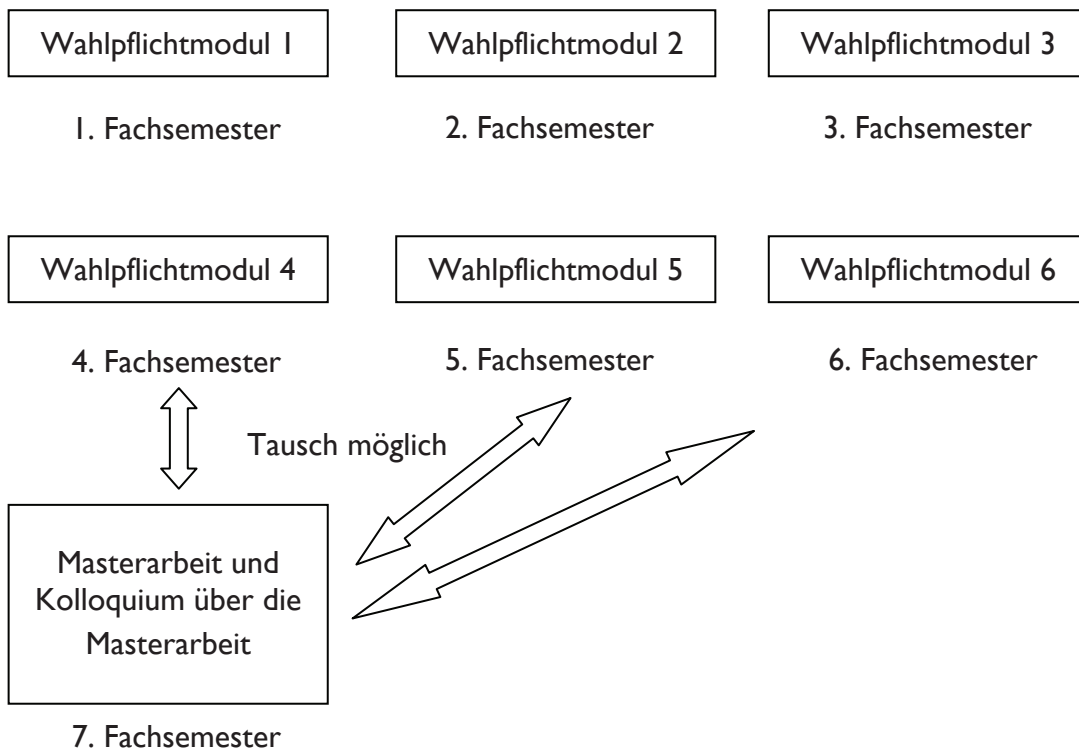 Wahlpflichtmodul 1
Wahlpflichtmodul 2
Wahlpflichtmodul 3
1. Fachsemester
2. Fachsemester
3. Fachsemester
Wahlpflichtmodul 4
Wahlpflichtmodul 5
Wahlpflichtmodul 6
4. Fachsemester
5. Fachsemester
6. Fachsemester
Tausch möglich
Masterarbeit und
Kolloquium über die
Masterarbeit
7. Fachsemester